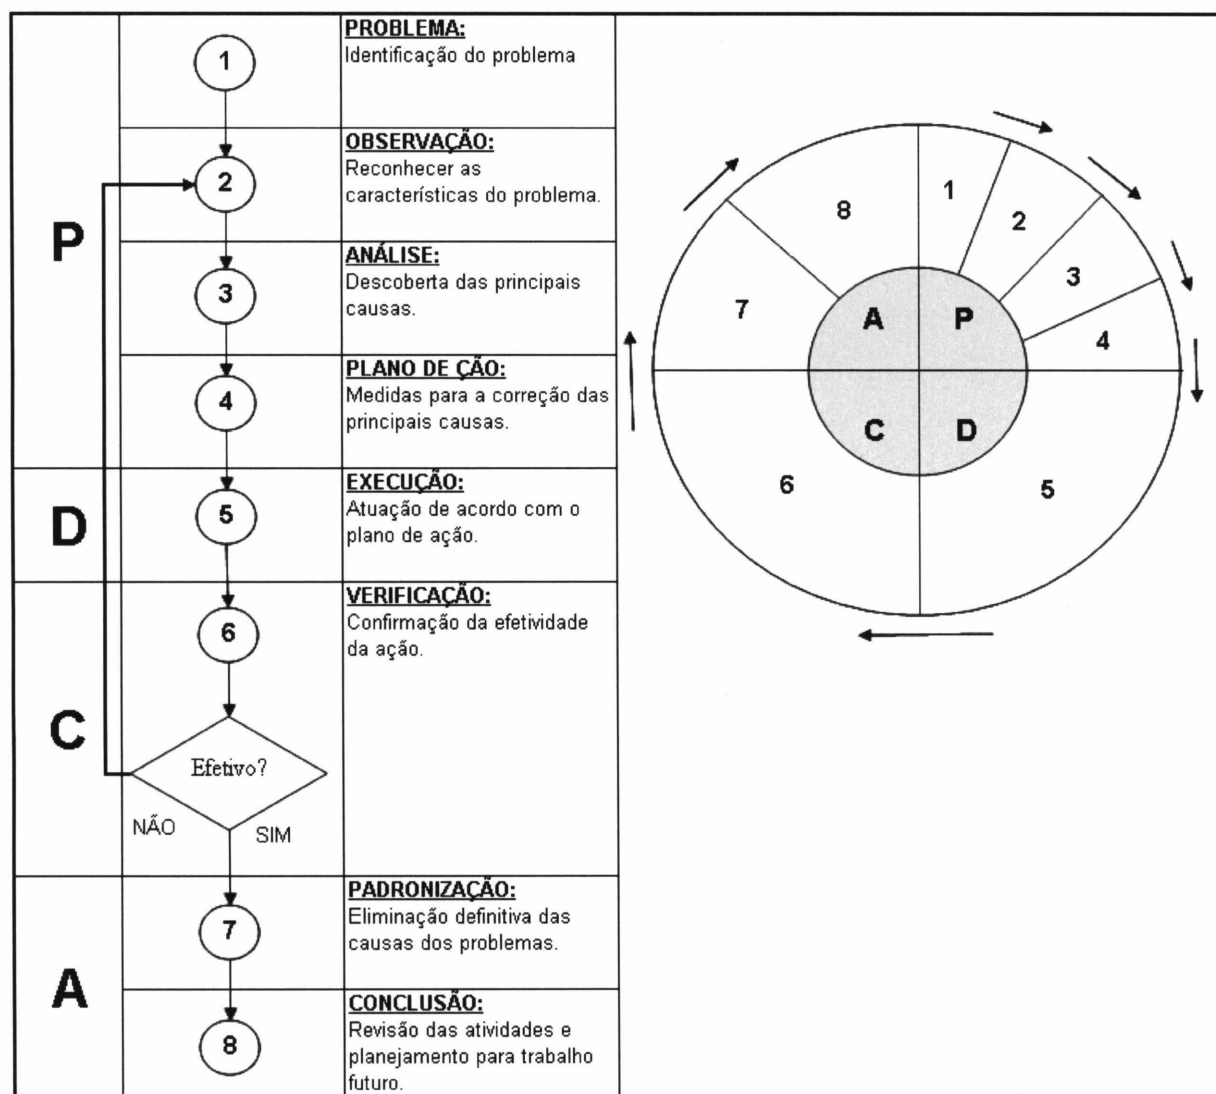 P
1
PROBLEMA:
Identificação do problema
2
OBSERVAÇÃO:
Reconhecer as
características do problema.
3
ANÁLISE:
Descoberta das principais
causas.
4
PLANO DE ÇÃO:
Medidas para a correção das
principais causas.
D
5
EXECUÇÃO:
Atuação de acordo com o
plano de ação.
C
6
VERIFICAÇÃO:
Confirmação da efetividade
da ação.
Efetivo?
NÃO
SIM
A
7
PADRONIZAÇÃO:
Eliminação definitiva das
causas dos problemas.
8
CONCLUSÃO:
Revisão das atividades e
planejamento para trabalho
futuro.
8
1
2
3
4
7
A
P
C
D
6
5